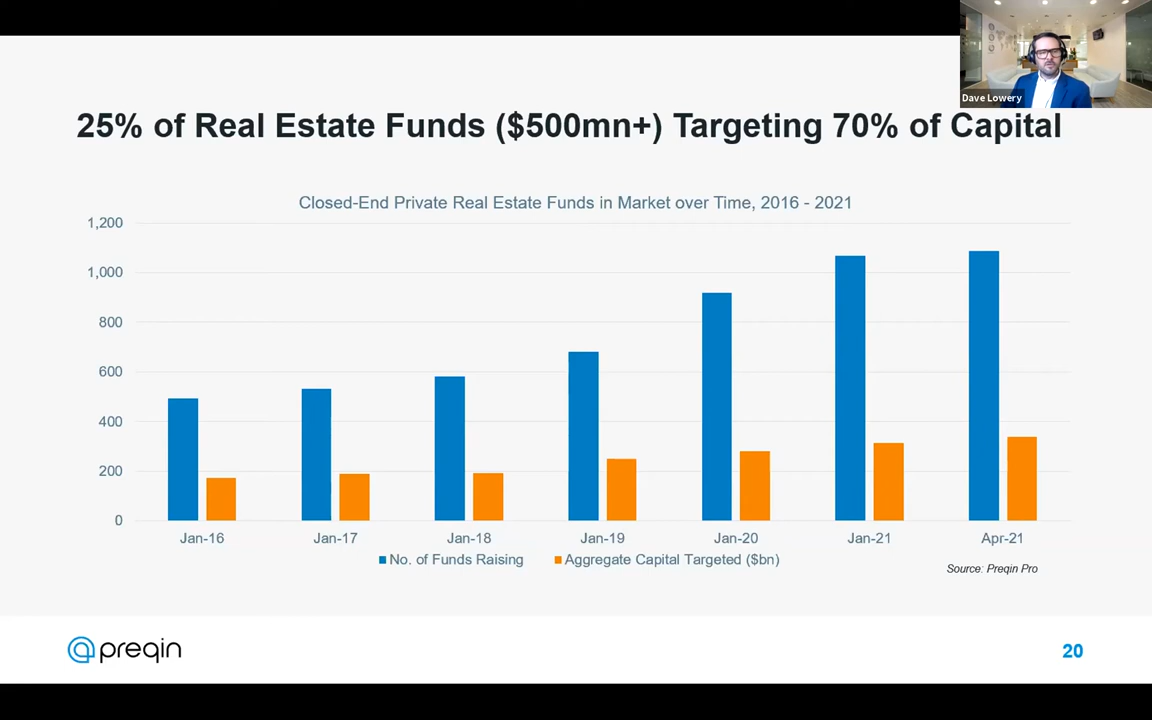 Dave Lowery
25% of Real Estate Funds ($500mn+) Targeting 70% of Capital
Closed-End Private Real Estate Funds in Market over Time, 2016 - 2021
1,200
1,000
800
600
400
200
0
Jan-16 Jan-17 Jan-18 Jan-19 Jan-20 Jan-21 Apr-21
No. of Funds Raising Aggregate Capital Targeted ($bn)
Source: Preqin Pro
preqin
20